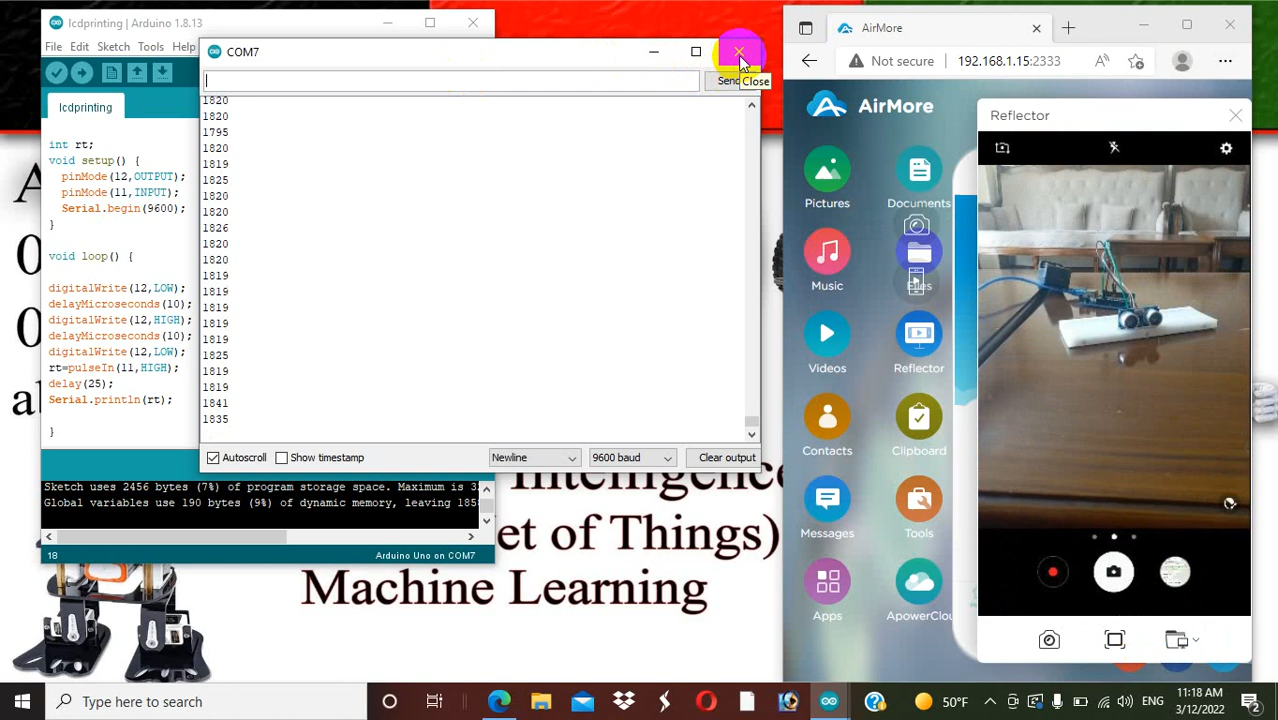 lcdprinting | Arduino 1.8.13
File Edit Sketch Tools Help
lcdprinting
int rt;
void setup() {
pinMode(12,OUTPUT);
pinMode(11,INPUT);
Serial.begin(9600);
}
void loop() {
digitalWrite(12,LOW);
delayMicroseconds(10);
digitalWrite(12,HIGH);
delayMicroseconds(10);
digitalWrite(12,LOW);
rt=pulseIn(11,HIGH);
delay(25);
Serial.println(rt);
}
Sketch uses 2456 bytes (7%) of program storage space. Maximum is
Global variables use 190 bytes (9%) of dynamic memory, leaving
18
Arduino Uno on COM7
COM7
Send
Close
1820
1820
1795
1820
1819
1825
1820
1820
1826
1820
1820
1819
1819
1819
1819
1819
1825
1819
1819
1841
1835
Autoscroll
Show timestamp
Newline
9600 baud
Clear output
et of Things)
Machine Learning
AirMore
Not secure
192.168.1.15:2333
AirMore
Pictures
Documents
Music
Files
Videos
Reflector
Contacts
Clipboard
Messages
Tools
Apps
ApowerClou
Reflector
Type here to search
50°F
ENG
11:18 AM
3/12/2022
2